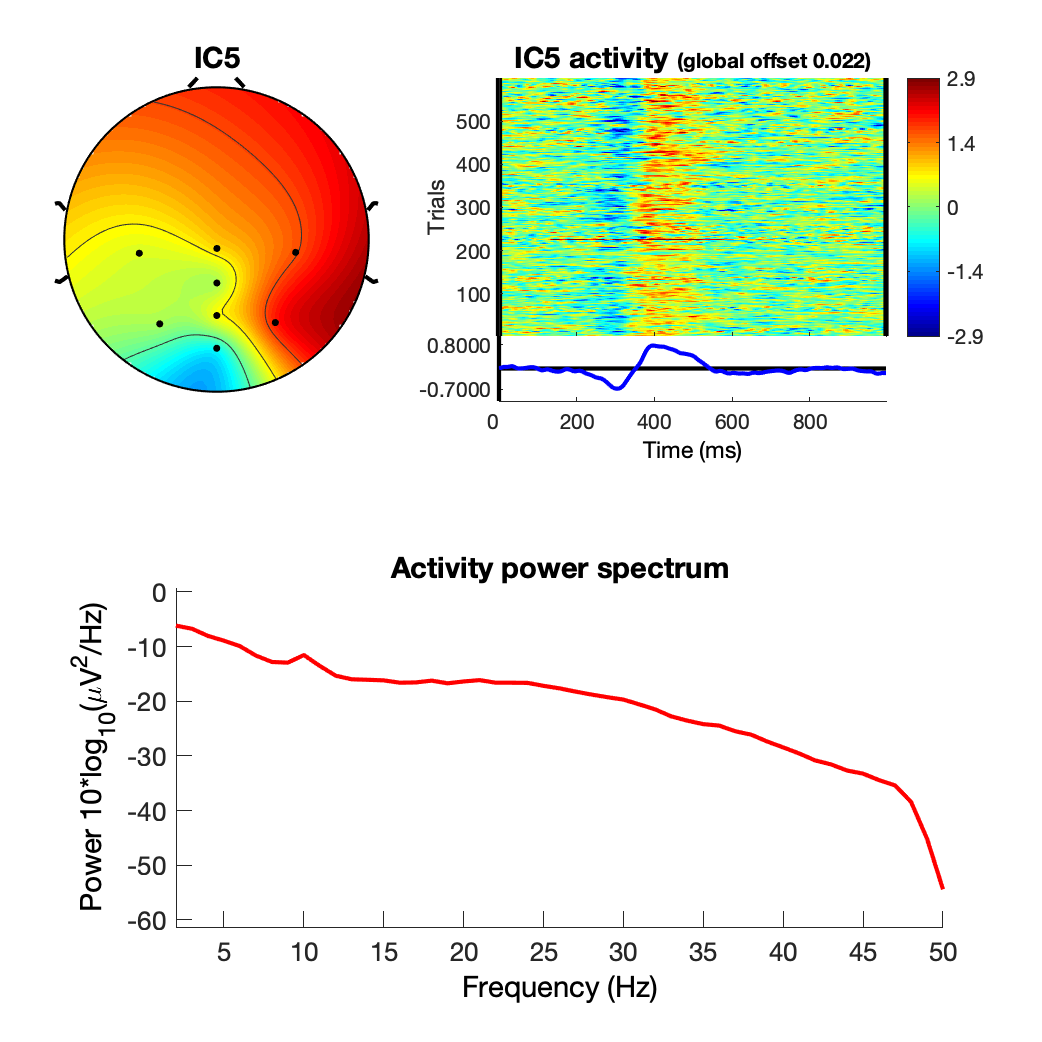 IC5
IC5 activity (global offset 0.022)
Trials
500
400
300
200
100
2.9
1.4
0
-1.4
-2.9
0.8000
-0.7000
0 200 400 600 800
Time (ms)
Activity power spectrum
Power 10*log10(μV²/Hz)
0
-10
-20
-30
-40
-50
-60
5 10 15 20 25 30 35 40 45 50
Frequency (Hz)